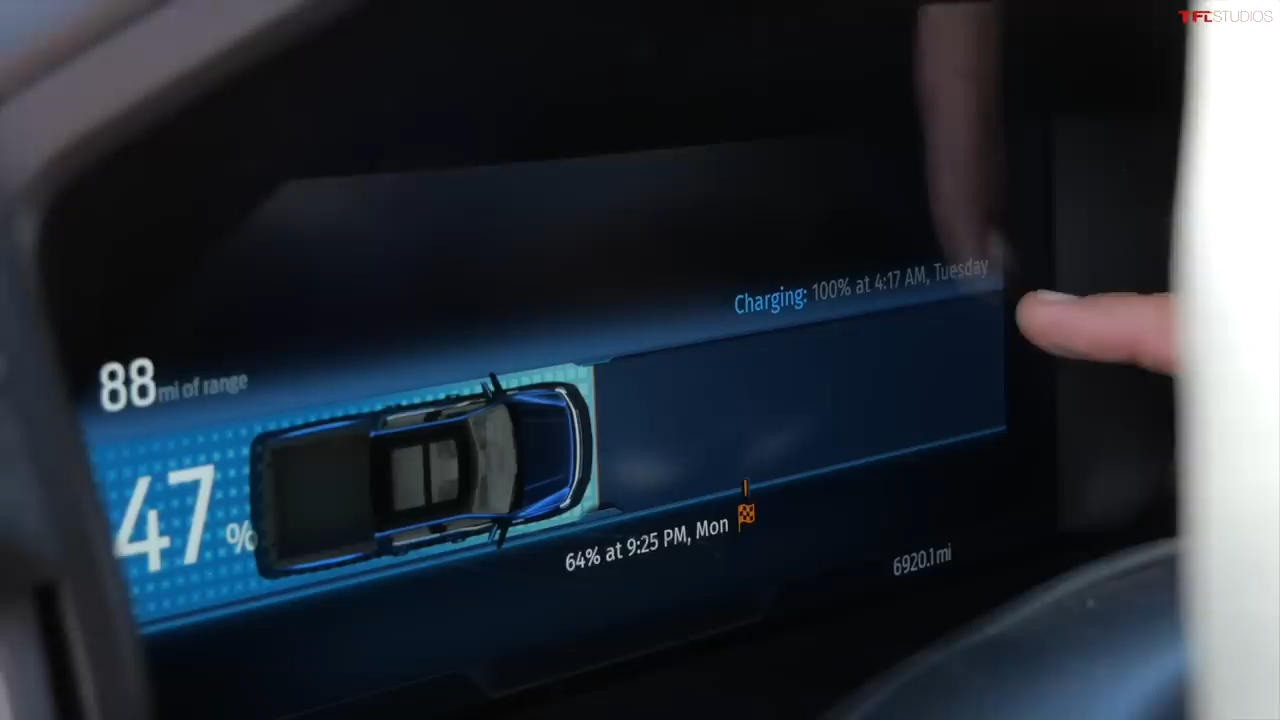 TFLSTUDIOS
Charging: 100% at 4:17 AM, Tuesday
88 mi of range
47 %
64% at 9:25 PM, Mon
6920.1 mi